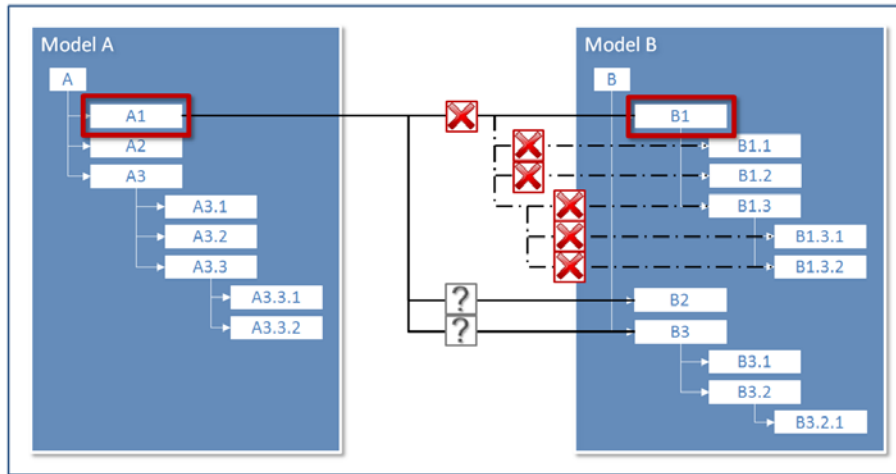 Model A
A
A1
A2
A3
A3.1
A3.2
A3.3
A3.3.1
A3.3.2
?
?
Model B
B
B1
B1.1
B1.2
B1.3
B1.3.1
B1.3.2
B2
B3
B3.1
B3.2
B3.2.1